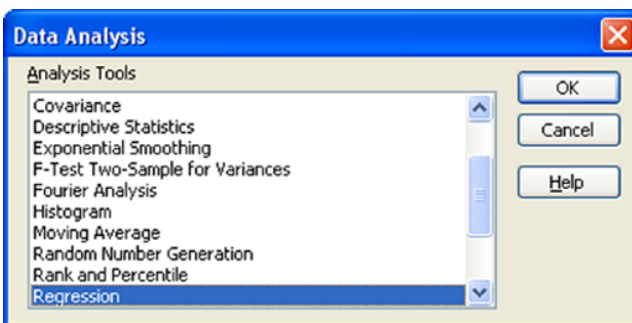 Data Analysis
Analysis Tools
Covariance
Descriptive Statistics
Exponential Smoothing
F-Test Two-Sample for Variances
Fourier Analysis
Histogram
Moving Average
Random Number Generation
Rank and Percentile
Regression
OK
Cancel
Help